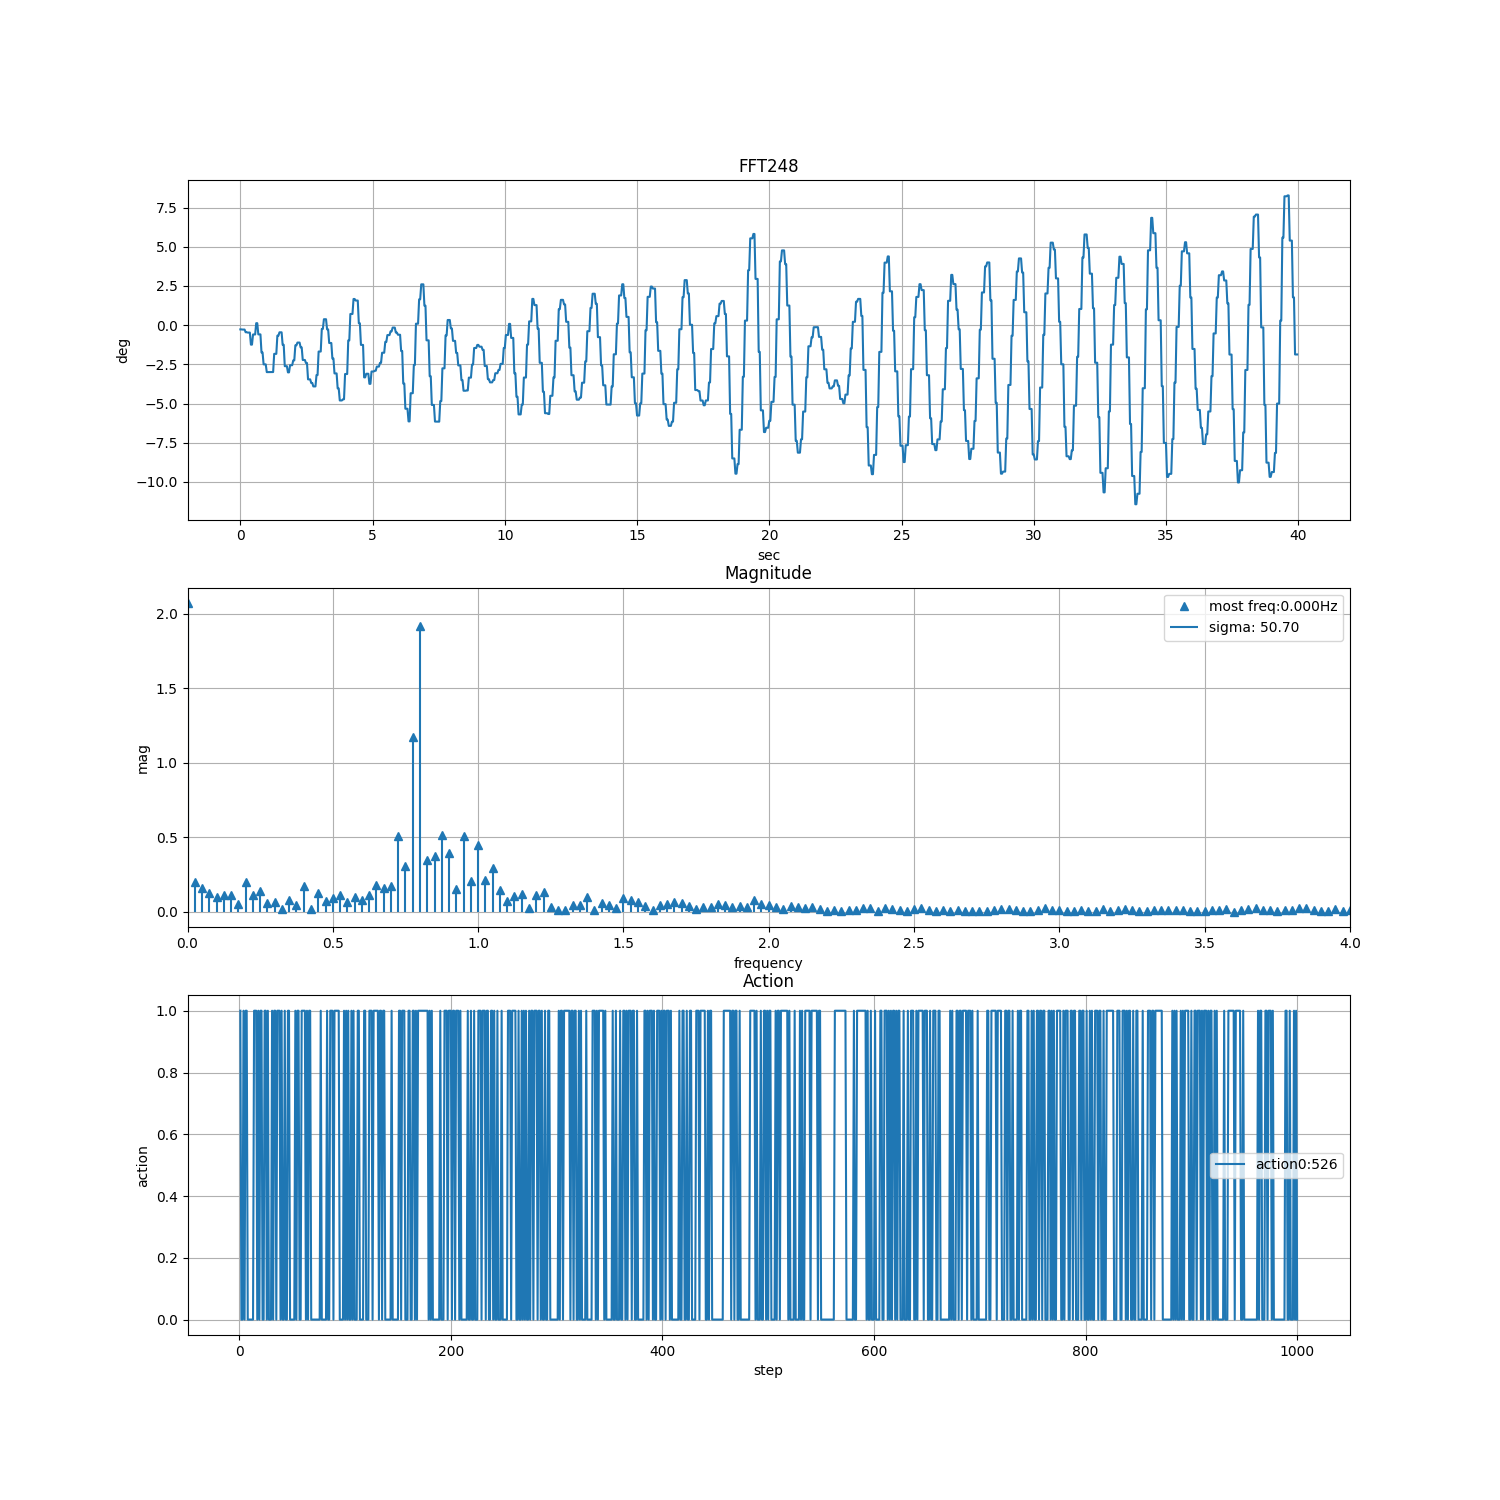 FFT248
7.5
5.0
2.5
0.0
−2.5
−5.0
−7.5
−10.0
deg
0 5 10 15 20 25 30 35 40
sec
Magnitude
2.0
1.5
1.0
0.5
0.0
mag
most freq:0.000Hz
sigma: 50.70
0.0 0.5 1.0 1.5 2.0 2.5 3.0 3.5 4.0
frequency
Action
1.0
0.8
0.6
0.4
0.2
0.0
action
action0:526
0 200 400 600 800 1000
step